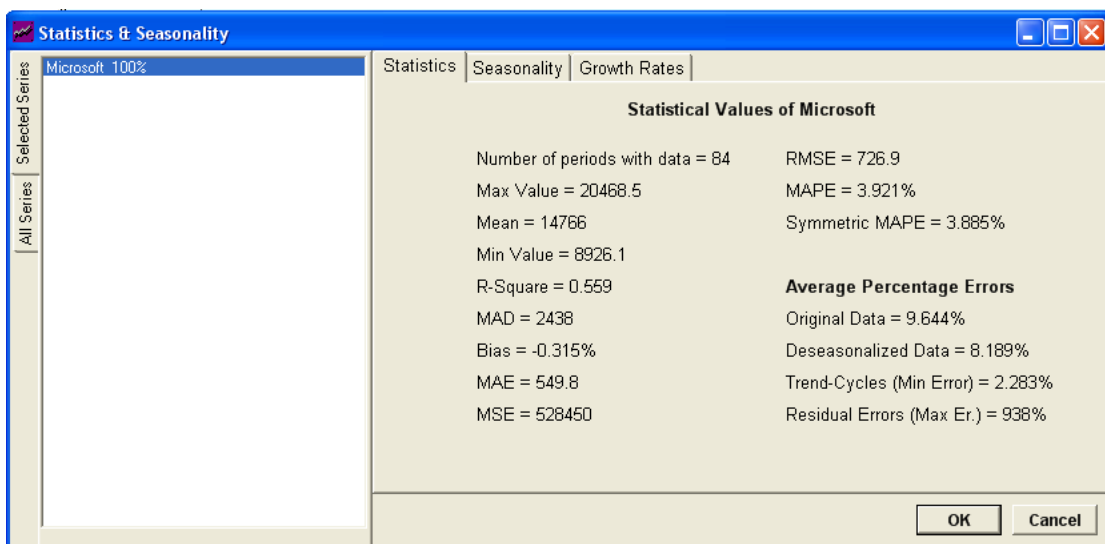 Statistics & Seasonality
Selected Series
All Series
Microsoft 100%
Statistics Seasonality Growth Rates
Statistical Values of Microsoft
Number of periods with data = 84
Max Value = 20468.5
Mean = 14766
Min Value = 8926.1
R-Square = 0.559
MAD = 2438
Bias = -0.315%
MAE = 549.8
MSE = 528450
RMSE = 726.9
MAPE = 3.921%
Symmetric MAPE = 3.885%
Average Percentage Errors
Original Data = 9.644%
Deseasonalized Data = 8.189%
Trend-Cycles (Min Error) = 2.283%
Residual Errors (Max Er.) = 938%
OK Cancel